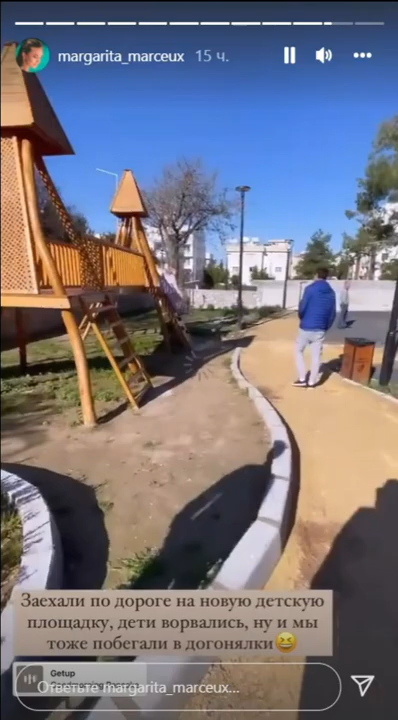 margarita_marceux 15 ч.
Заехали по дороге на новую детскую
площадку, дети ворвались, ну и мы
тоже побегали в догонялки😆
Getup
Ответьте margarita_marceux...